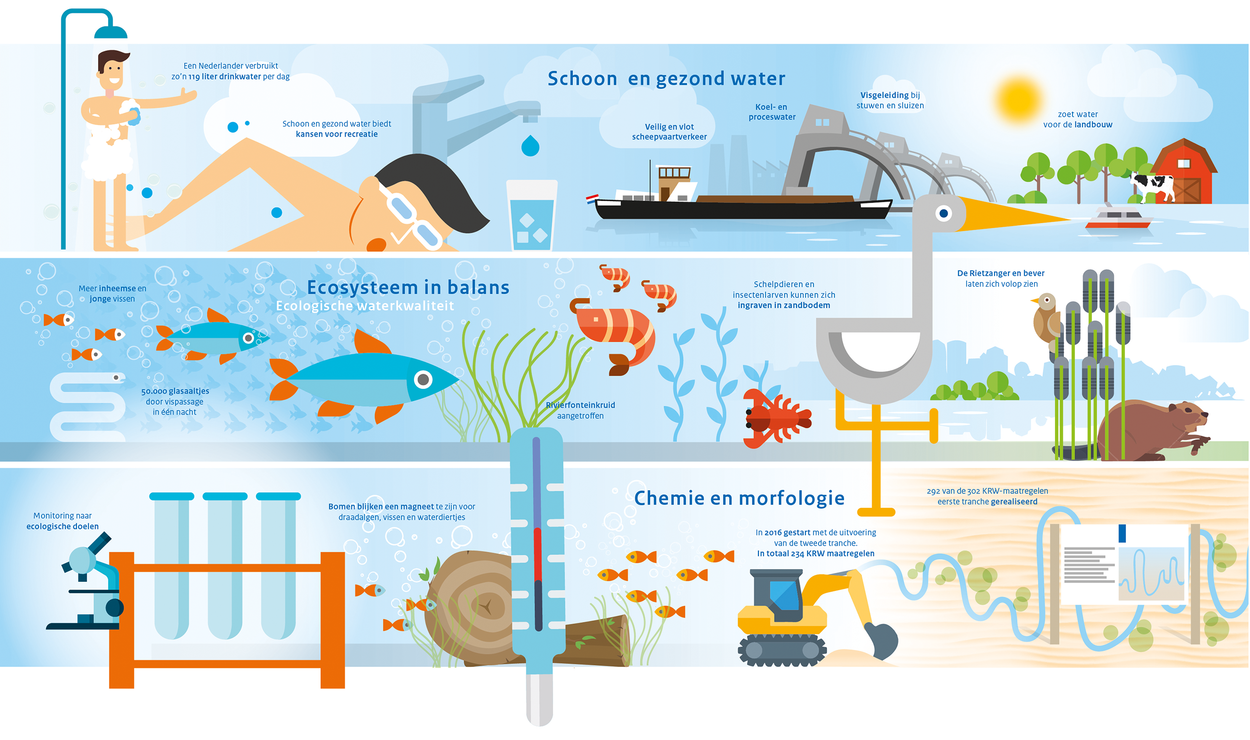 Schoon en gezond water
Een Nederlander verbruikt
zo'n 119 liter drinkwater per dag
Schoon en gezond water biedt
kansen voor recreatie
Veilig en vlot
scheepvaartverkeer
Koel- en
proceswater
Visgeleiding bij
stuwen en sluizen
zoet water
voor de landbouw
Ecosysteem in balans
Ecologische waterkwaliteit
Meer inheemse en
jonge vissen
50.000 glasaaltjes
door vispassage
in één nacht
Rivierfonteinkruid
aangetroffen
Schelpdieren en
insectenlarven kunnen zich
ingraven in zandbodem
De Rietzanger en bever
laten zich volop zien
Chemie en morfologie
Monitoring naar
ecologische doelen
Bomen blijken een magneet te zijn voor
draadalgen, vissen en waterdiertjes
In 2016 gestart met de uitvoering
van de tweede tranche.
In totaal 234 KRW maatregelen
292 van de 302 KRW-maatregelen
eerste tranche gerealiseerd